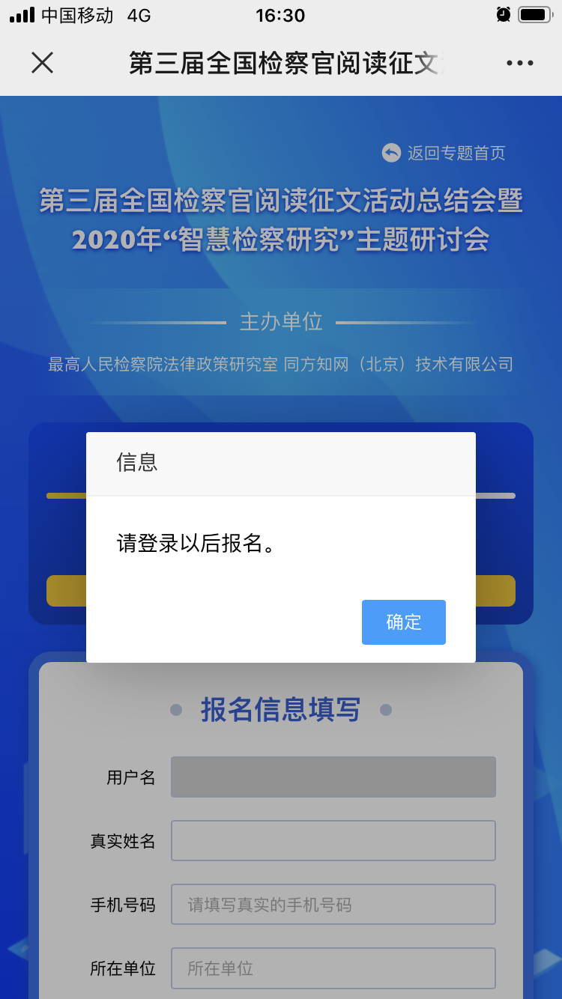 中国移动 4G 16:30
第三届全国检察官阅读征文
返回专题首页
第三届全国检察官阅读征文活动总结会暨
2020年“智慧检察研究”主题研讨会
主办单位
最高人民检察院法律政策研究室 同方知网（北京）技术有限公司
信息
请登录以后报名。
确定
报名信息填写
用户名
真实姓名
手机号码 请填写真实的手机号码
所在单位 所在单位